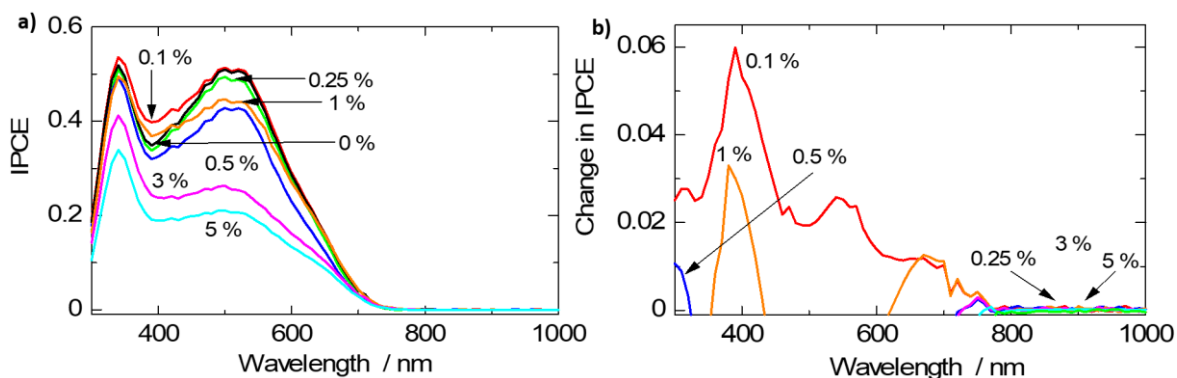 a)
0.6
0.4
0.2
0
IPCE
0.1 %
0.25 %
1 %
0 %
0.5 %
3 %
5 %
400 600 800 1000
Wavelength / nm
b)
0.06
0.04
0.02
0
Change in IPCE
0.1 %
0.5 %
1 %
3 %
0.25 %
5 %
400 600 800 1000
Wavelength / nm